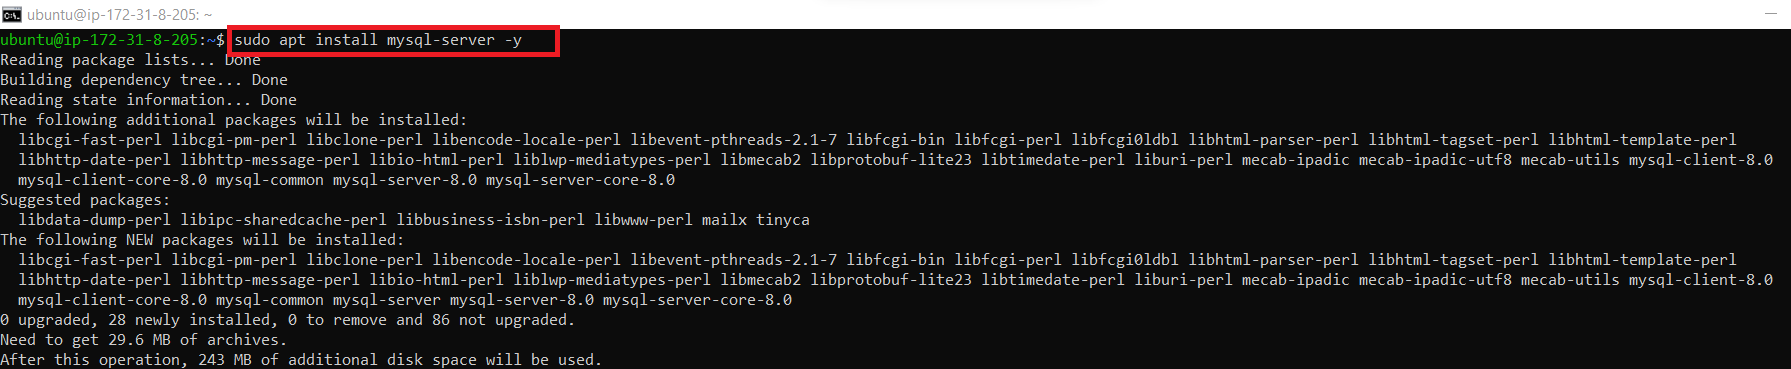 ubuntu@ip-172-31-8-205: ~
ubuntu@ip-172-31-8-205:~$ sudo apt install mysql-server -y
Reading package lists... Done
Building dependency tree... Done
Reading state information... Done
The following additional packages will be installed:
  libcgi-fast-perl libcgi-pm-perl libclone-perl libencode-locale-perl libevent-pthreads-2.1-7 libfcgi-bin libfcgi-perl libfcgi0ldbl libhtml-parser-perl libhtml-tagset-perl libhtml-template-perl
  libhttp-date-perl libhttp-message-perl libio-html-perl liblwp-mediatypes-perl libmecab2 libprotobuf-lite23 libtimedate-perl liburi-perl mecab-ipadic mecab-ipadic-utf8 mecab-utils mysql-client-8.0
  mysql-client-core-8.0 mysql-common mysql-server-8.0 mysql-server-core-8.0
Suggested packages:
  libdata-dump-perl libipc-sharedcache-perl libbusiness-isbn-perl libwww-perl mailx tinyca
The following NEW packages will be installed:
  libcgi-fast-perl libcgi-pm-perl libclone-perl libencode-locale-perl libevent-pthreads-2.1-7 libfcgi-bin libfcgi-perl libfcgi0ldbl libhtml-parser-perl libhtml-tagset-perl libhtml-template-perl
  libhttp-date-perl libhttp-message-perl libio-html-perl liblwp-mediatypes-perl libmecab2 libprotobuf-lite23 libtimedate-perl liburi-perl mecab-ipadic mecab-ipadic-utf8 mecab-utils mysql-client-8.0
  mysql-client-core-8.0 mysql-common mysql-server mysql-server-8.0 mysql-server-core-8.0
0 upgraded, 28 newly installed, 0 to remove and 86 not upgraded.
Need to get 29.6 MB of archives.
After this operation, 243 MB of additional disk space will be used.